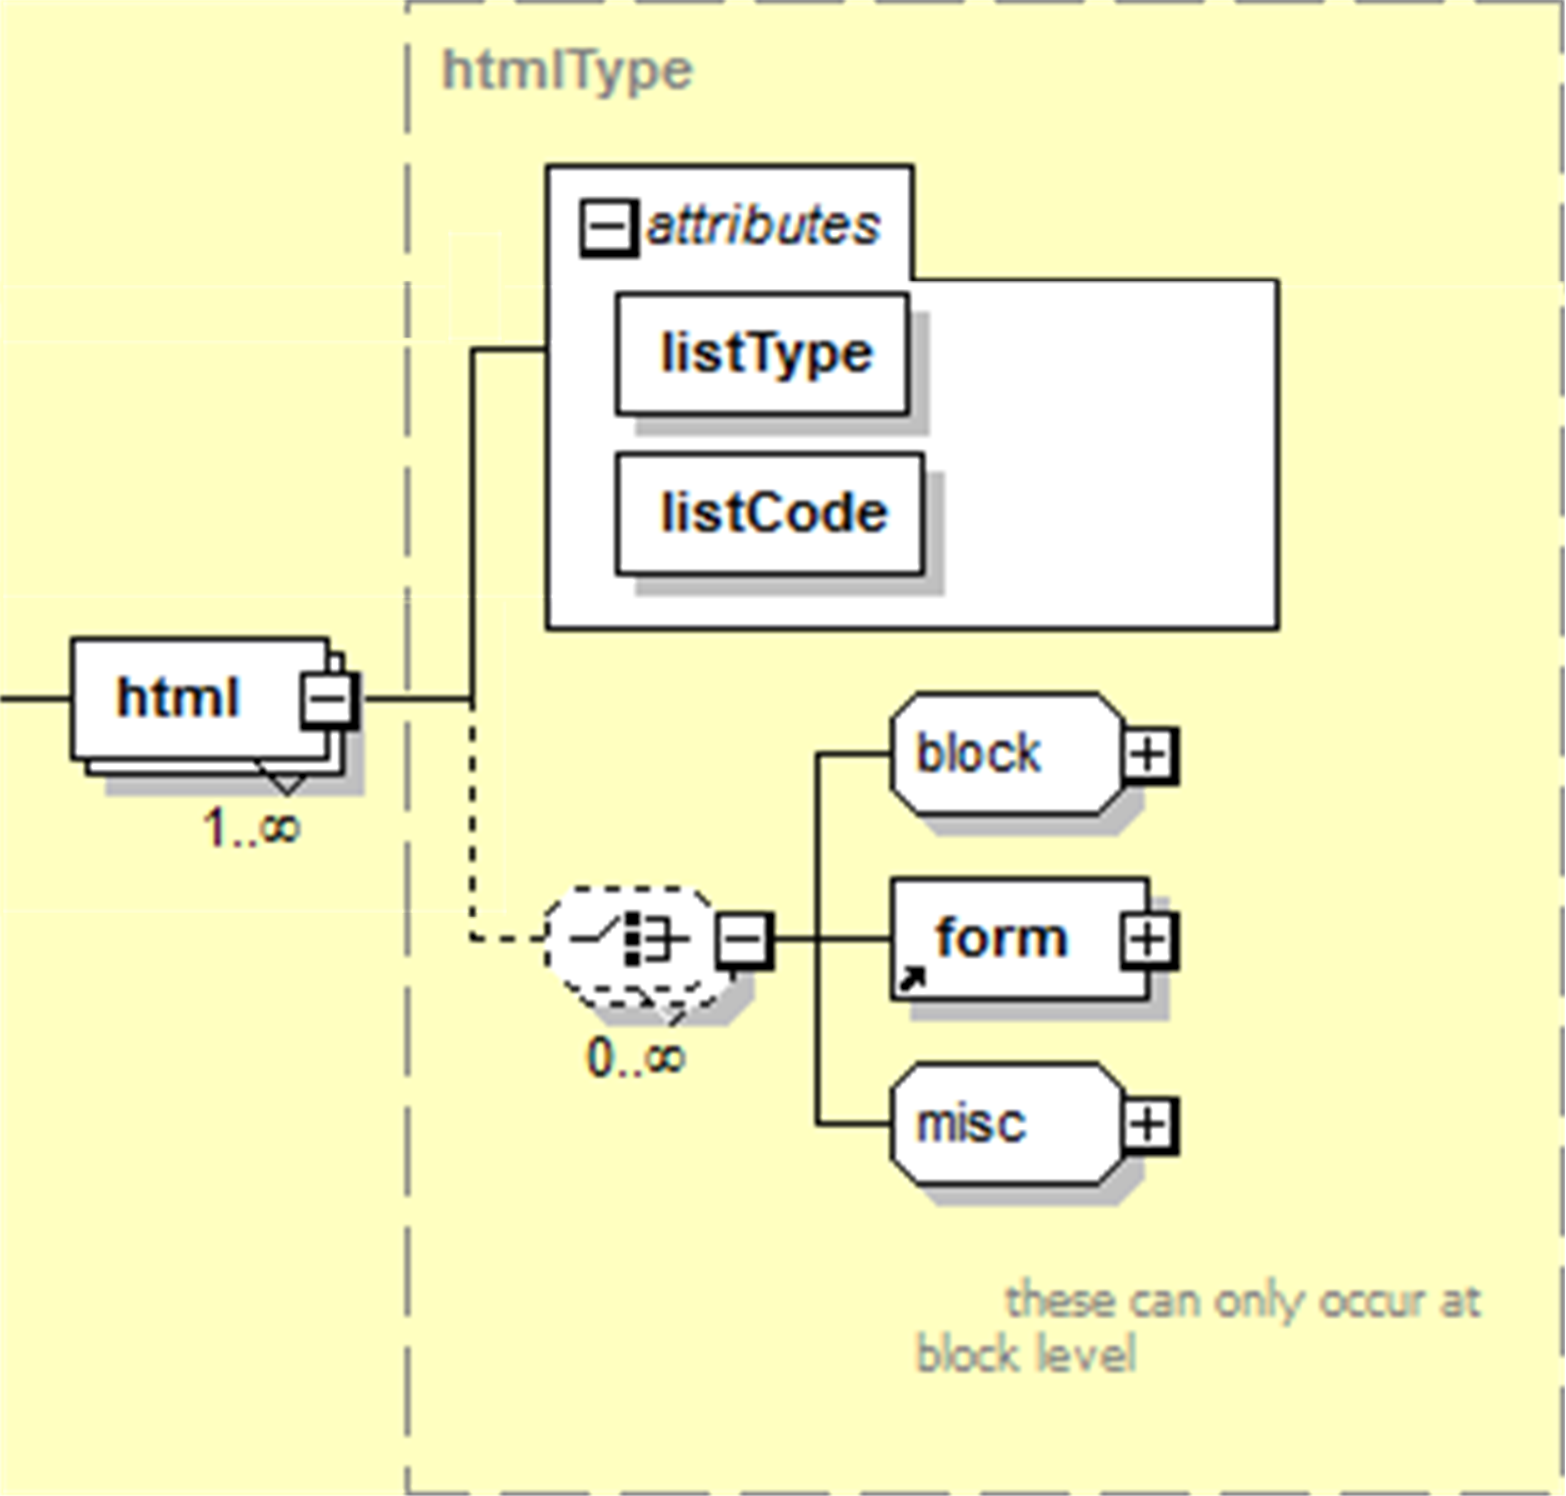 htmlType
attributes
listType
listCode
html
1..∞
block
form
0..∞
misc
these can only occur at
block level